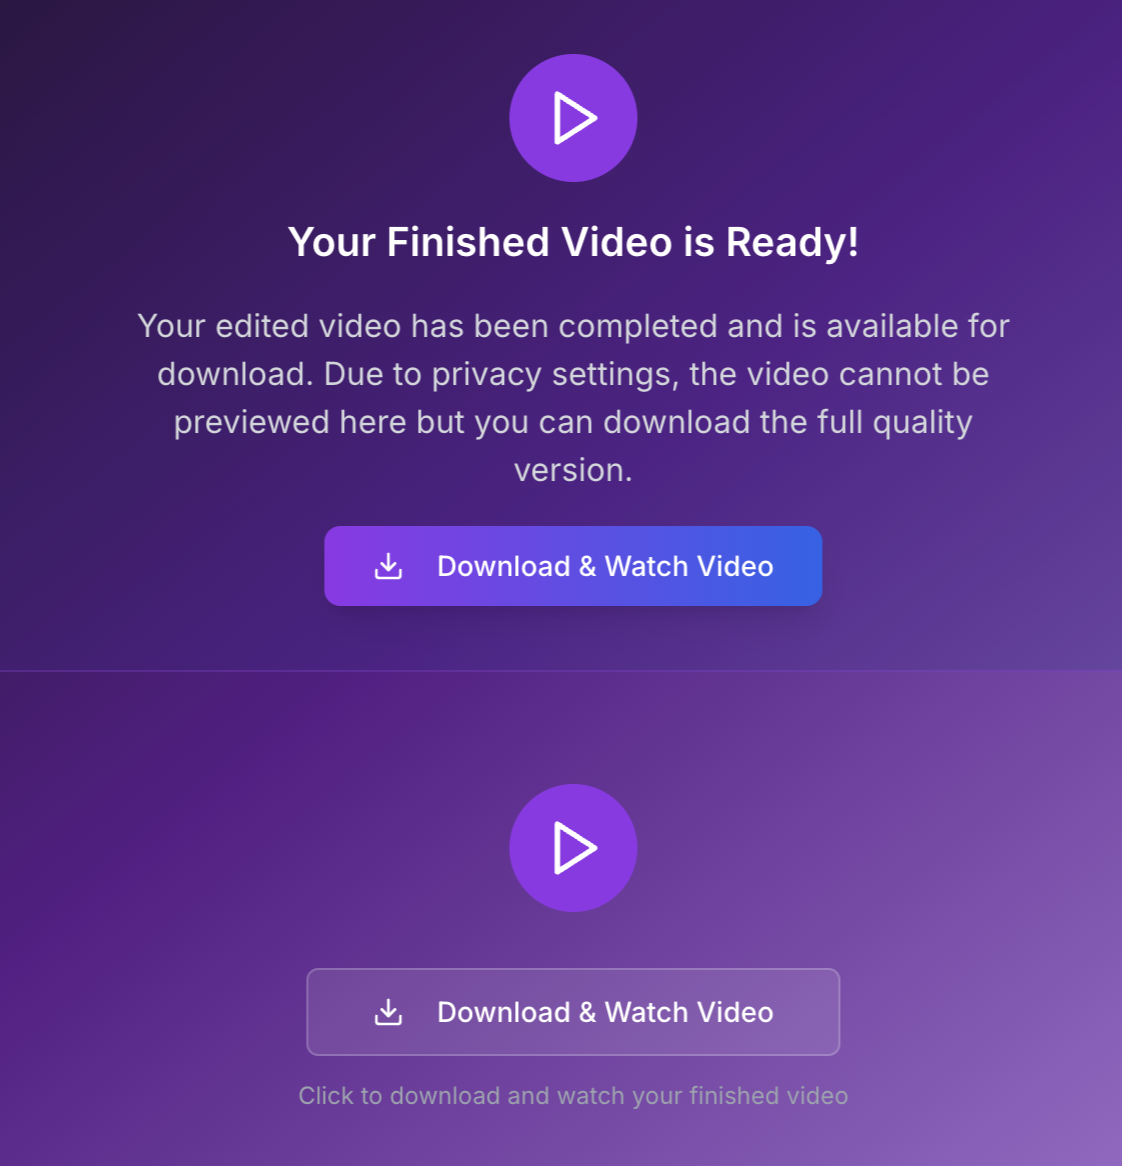 Your Finished Video is Ready!
Your edited video has been completed and is available for
download. Due to privacy settings, the video cannot be
previewed here but you can download the full quality
version.
Download & Watch Video
Download & Watch Video
Click to download and watch your finished video